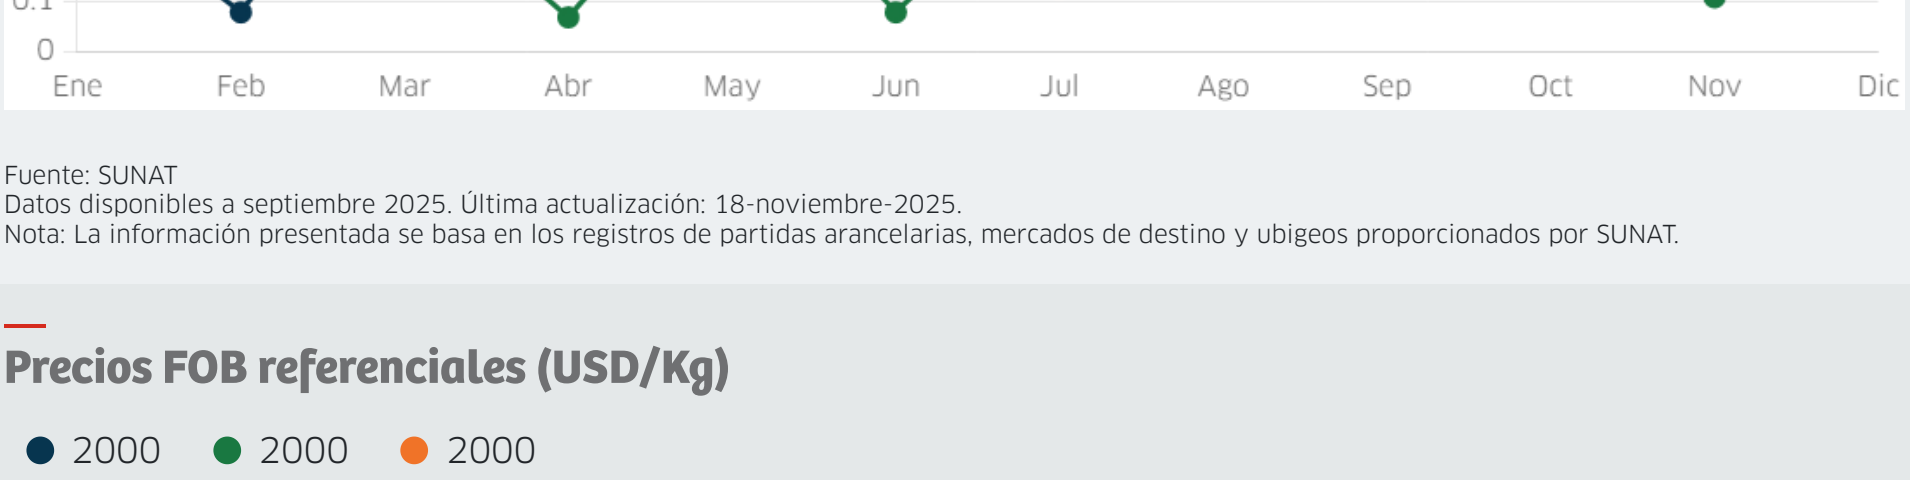 0.1
0
Ene Feb Mar Abr May Jun Jul Ago Sep Oct Nov Dic
Fuente: SUNAT
Datos disponibles a septiembre 2025. Última actualización: 18-noviembre-2025.
Nota: La información presentada se basa en los registros de partidas arancelarias, mercados de destino y ubigeos proporcionados por SUNAT.
Precios FOB referenciales (USD/Kg)
2000 2000 2000